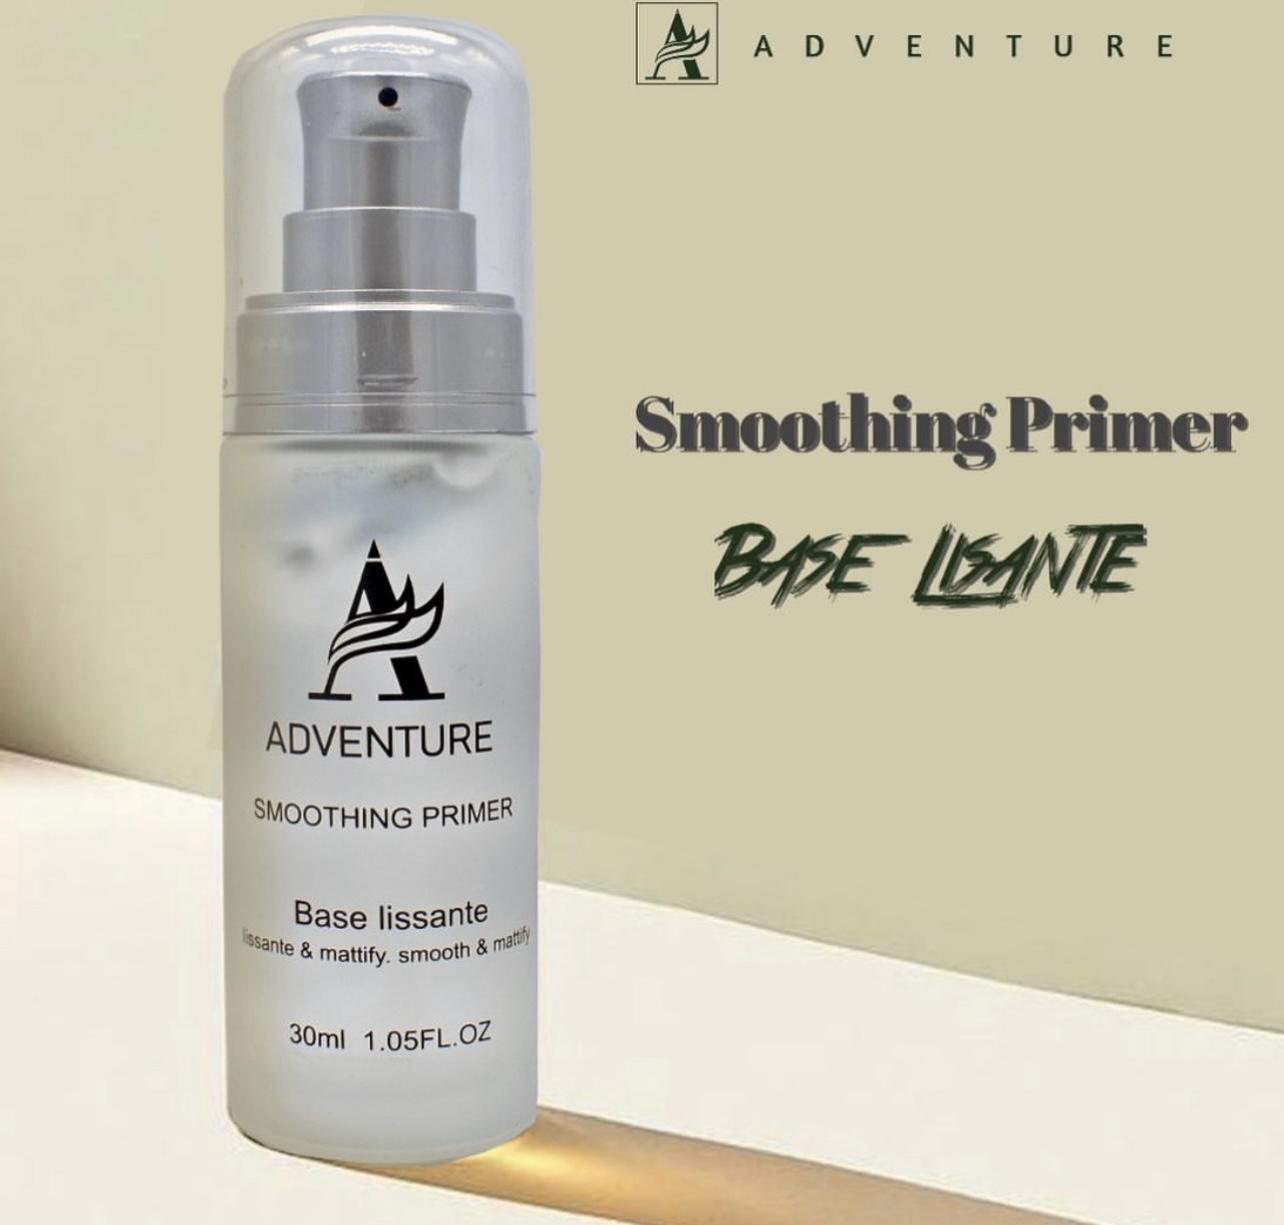 ADVENTURE
Smoothing Primer
BASE LISANTE
ADVENTURE
SMOOTHING PRIMER
Base lissante
lissante & mattify. smooth & mattify
30ml 1.05FL.OZ